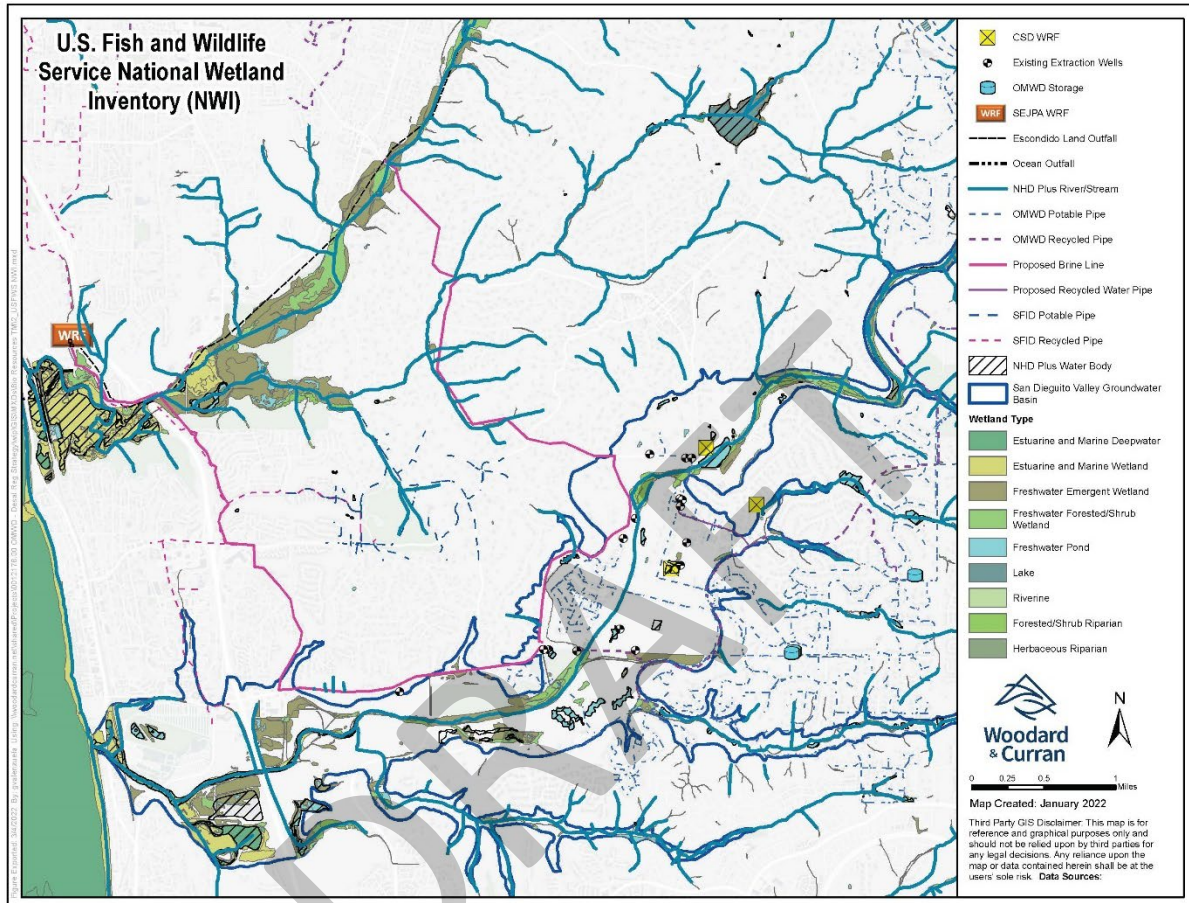 U.S. Fish and Wildlife
Service National Wetland
Inventory (NWI)
WRF
DRAFT
CSD WRF
Existing Extraction Wells
OMWD Storage
WRF
SEJPA WRF
Escondido Land Outfall
Ocean Outfall
NHD Plus River/Stream
OMWD Potable Pipe
OMWD Recycled Pipe
Proposed Brine Line
Proposed Recycled Water Pipe
SFID Potable Pipe
SFID Recycled Pipe
NHD Plus Water Body
San Dieguito Valley Groundwater
Basin
Wetland Type
Estuarine and Marine Deepwater
Estuarine and Marine Wetland
Freshwater Emergent Wetland
Freshwater Forested/Shrub
Wetland
Freshwater Pond
Lake
Riverine
Forested/Shrub Riparian
Herbaceous Riparian
Woodard
& Curran
N
0 0.25 0.5 1
Miles
Map Created: January 2022
Third Party GIS Disclaimer: This map is for
reference and graphical purposes only and
should not be relied upon by third parties for
any legal decisions. Any reliance upon the
map or data contained herein shall be at the
users' sole risk. Data Sources:
Figure Exported: 3/4/2022 By: